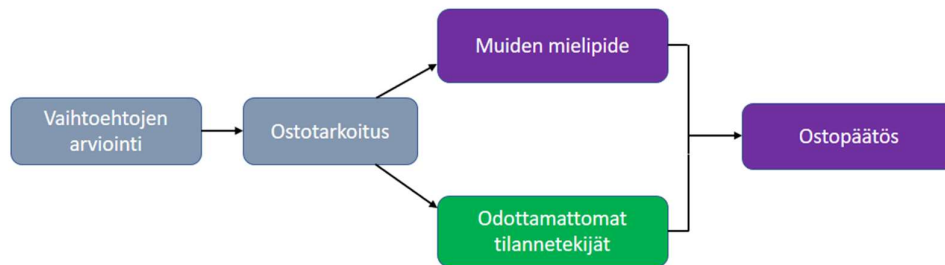 Vaihtoehtojen
arviointi
Ostotarkoitus
Muiden mielipide
Odottamattomat
tilannetekijät
Ostopäätös